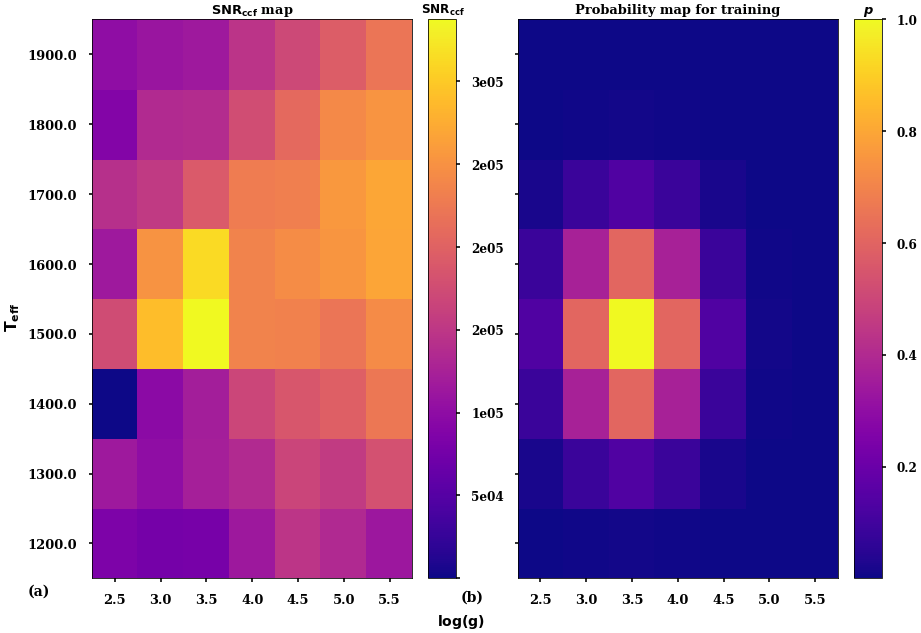 SNRccf map
SNRccf
Probability map for training
p
1900.0
1800.0
1700.0
1600.0
1500.0
1400.0
1300.0
1200.0
Teff
3e05
2e05
2e05
2e05
1e05
5e04
1.0
0.8
0.6
0.4
0.2
(a)
2.5 3.0 3.5 4.0 4.5 5.0 5.5
(b)
2.5 3.0 3.5 4.0 4.5 5.0 5.5
log(g)